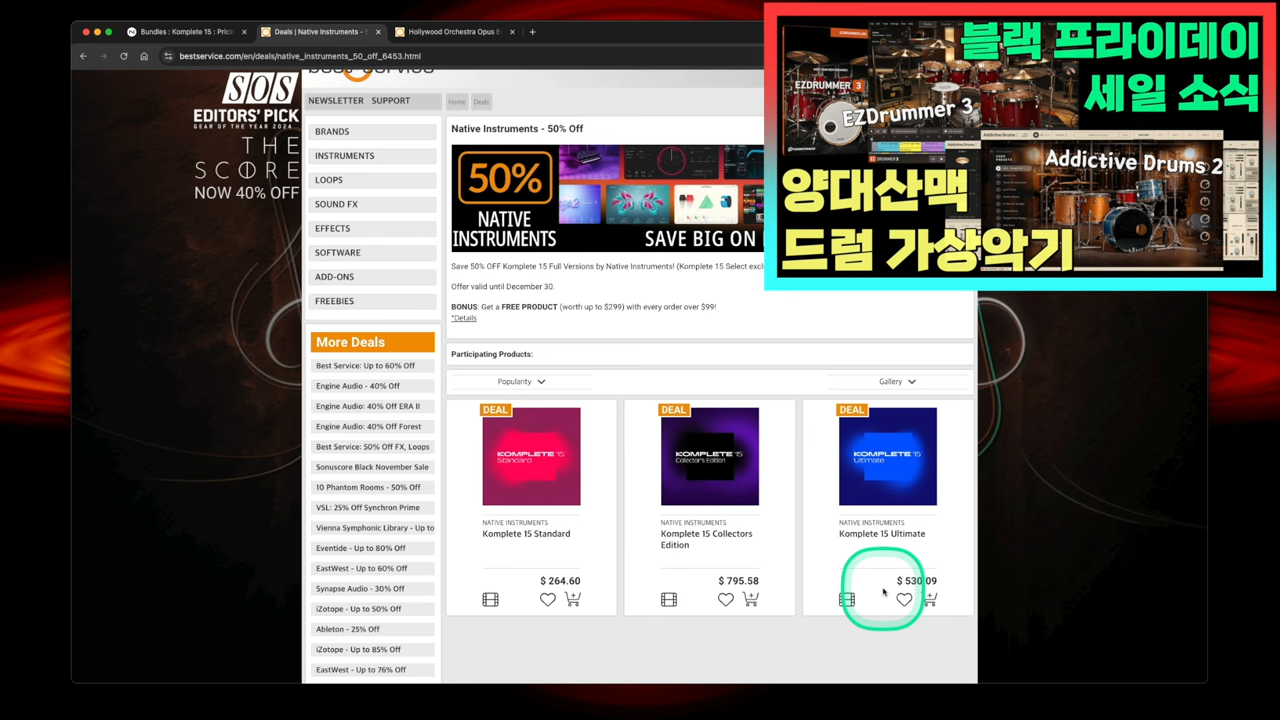 Bundles : Komplete 15 : Prici
Deals | Native Instruments - 5
Hollywood Orchestra Opus E
bestservice.com/en/deals/native_instruments_50_off_6453.html
SOS
EDITORS' PICK
GEAR OF THE YEAR 2024
THE
SCORE
NOW 40% OFF
NEWSLETTER SUPPORT
Home Deals
BRANDS
INSTRUMENTS
LOOPS
SOUND FX
EFFECTS
SOFTWARE
ADD-ONS
FREEBIES
More Deals
Best Service: Up to 60% Off
Engine Audio - 40% Off
Engine Audio: 40% Off ERA II
Engine Audio: 40% Off Forest
Best Service: 50% Off FX, Loops
Sonuscore Black November Sale
10 Phantom Rooms - 50% Off
VSL: 25% Off Synchron Prime
Vienna Symphonic Library - Up to
Eventide - Up to 80% Off
EastWest - Up to 60% Off
Synapse Audio - 30% Off
iZotope - Up to 50% Off
Ableton - 25% Off
iZotope - Up to 85% Off
EastWest - Up to 76% Off
Native Instruments - 50% Off
50%
NATIVE
INSTRUMENTS
SAVE BIG ON
Save 50% OFF Komplete 15 Full Versions by Native Instruments! (Komplete 15 Select exc
Offer valid until December 30.
BONUS: Get a FREE PRODUCT (worth up to $299) with every order over $99!
*Details
Participating Products:
Popularity
Gallery
DEAL
KOMPLETE 15
Standard
NATIVE INSTRUMENTS
Komplete 15 Standard
$ 264.60
DEAL
KOMPLETE 15
Collector's Edition
NATIVE INSTRUMENTS
Komplete 15 Collectors
Edition
$ 795.58
DEAL
KOMPLETE 15
Ultimate
NATIVE INSTRUMENTS
Komplete 15 Ultimate
$ 530.09
블랙 프라이데이
세일 소식
EZDRUMMER 3
EZDrummer 3
Addictive Drums 2
양대산맥
드럼 가상악기